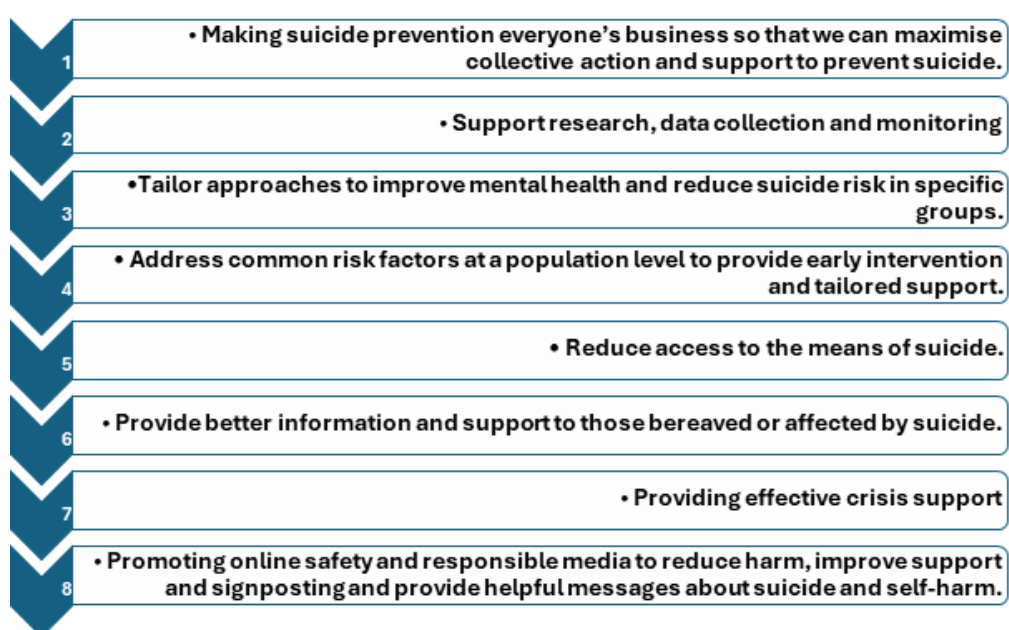 • Making suicide prevention everyone’s business so that we can maximise
collective action and support to prevent suicide.
1
• Support research, data collection and monitoring
2
•Tailor approaches to improve mental health and reduce suicide risk in specific
groups.
3
• Address common risk factors at a population level to provide early intervention
and tailored support.
4
• Reduce access to the means of suicide.
5
• Provide better information and support to those bereaved or affected by suicide.
6
• Providing effective crisis support
7
• Promoting online safety and responsible media to reduce harm, improve support
and signposting and provide helpful messages about suicide and self-harm.
8